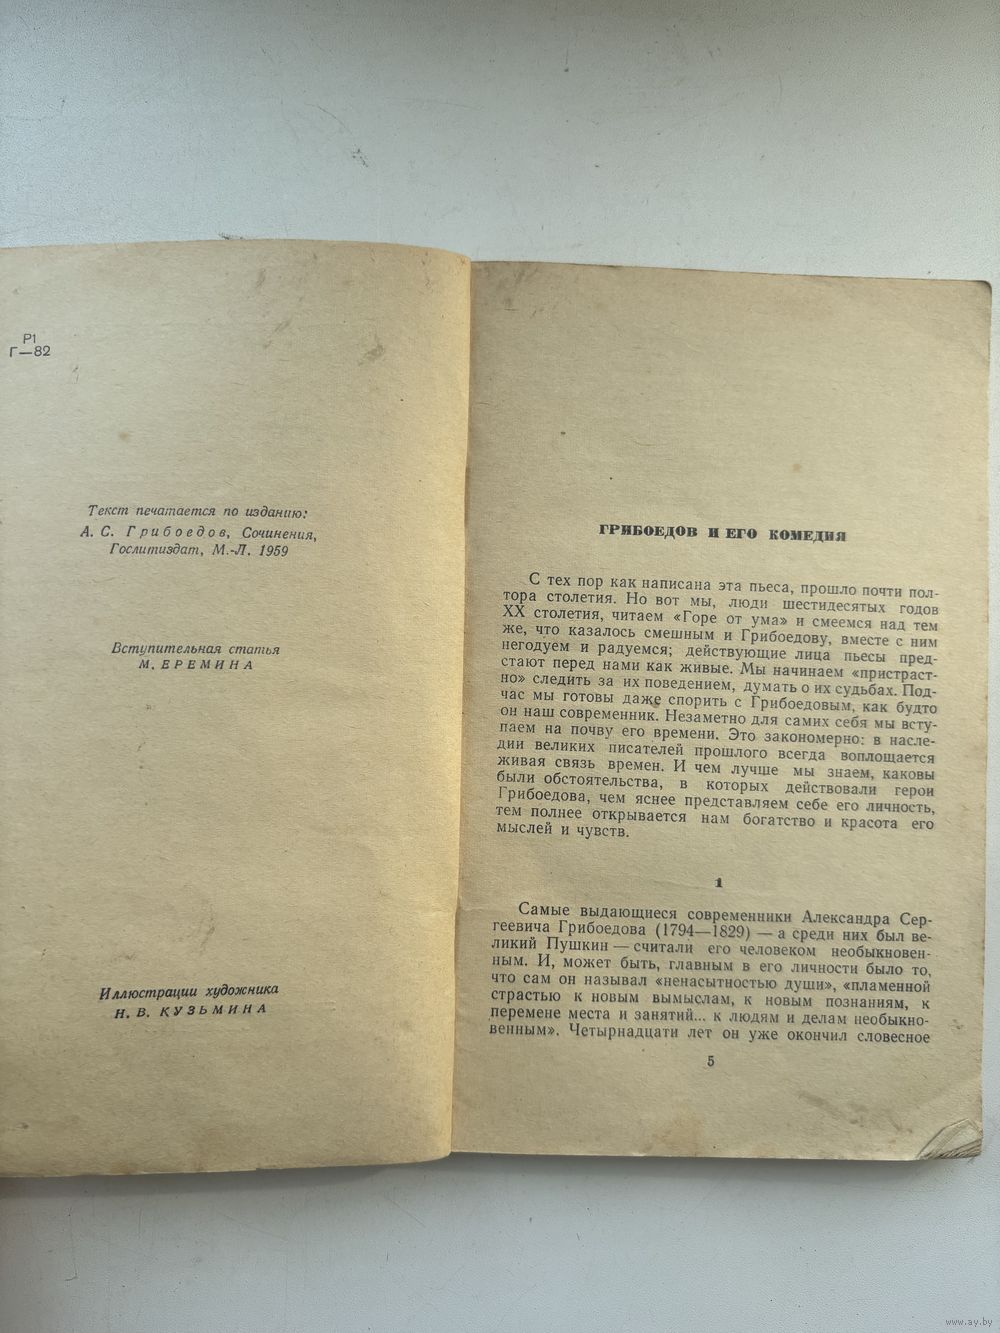 Р1
Г—82
Текст печатается по изданию:
А. С. Грибоедов, Сочинения,
Гослитиздат, М.-Л. 1959
Вступительная статья
М. ЕРЕМИНА
Иллюстрации художника
Н. В. КУЗЬМИНА
ГРИБОЕДОВ И ЕГО КОМЕДИЯ
С тех пор как написана эта пьеса, прошло почти пол-
тора столетия. Но вот мы, люди шестидесятых годов
XX столетия, читаем «Горе от ума» и смеемся над тем
же, что казалось смешным и Грибоедову, вместе с ним
негодуем и радуемся; действующие лица пьесы пред-
стают перед нами как живые. Мы начинаем «пристраст-
но» следить за их поведением, думать о их судьбах. Под-
час мы готовы даже спорить с Грибоедовым, как будто
он наш современник. Незаметно для самих себя мы всту-
паем на почву его времени. Это закономерно: в насле-
дии великих писателей прошлого всегда воплощается
живая связь времен. И чем лучше мы знаем, каковы
были обстоятельства, в которых действовали герои
Грибоедова, чем яснее представляем себе его личность,
тем полнее открывается нам богатство и красота его
мыслей и чувств.
1
Самые выдающиеся современники Александра Сер-
геевича Грибоедова (1794—1829) — а среди них был ве-
ликий Пушкин — считали его человеком необыкновен-
ным. И, может быть, главным в его личности было то,
что сам он называл «ненасытностью души», «пламенной
страстью к новым вымыслам, к новым познаниям, к
перемене места и занятий... к людям и делам необыкно-
венным». Четырнадцати лет он уже окончил словесное
5
www.ay.by